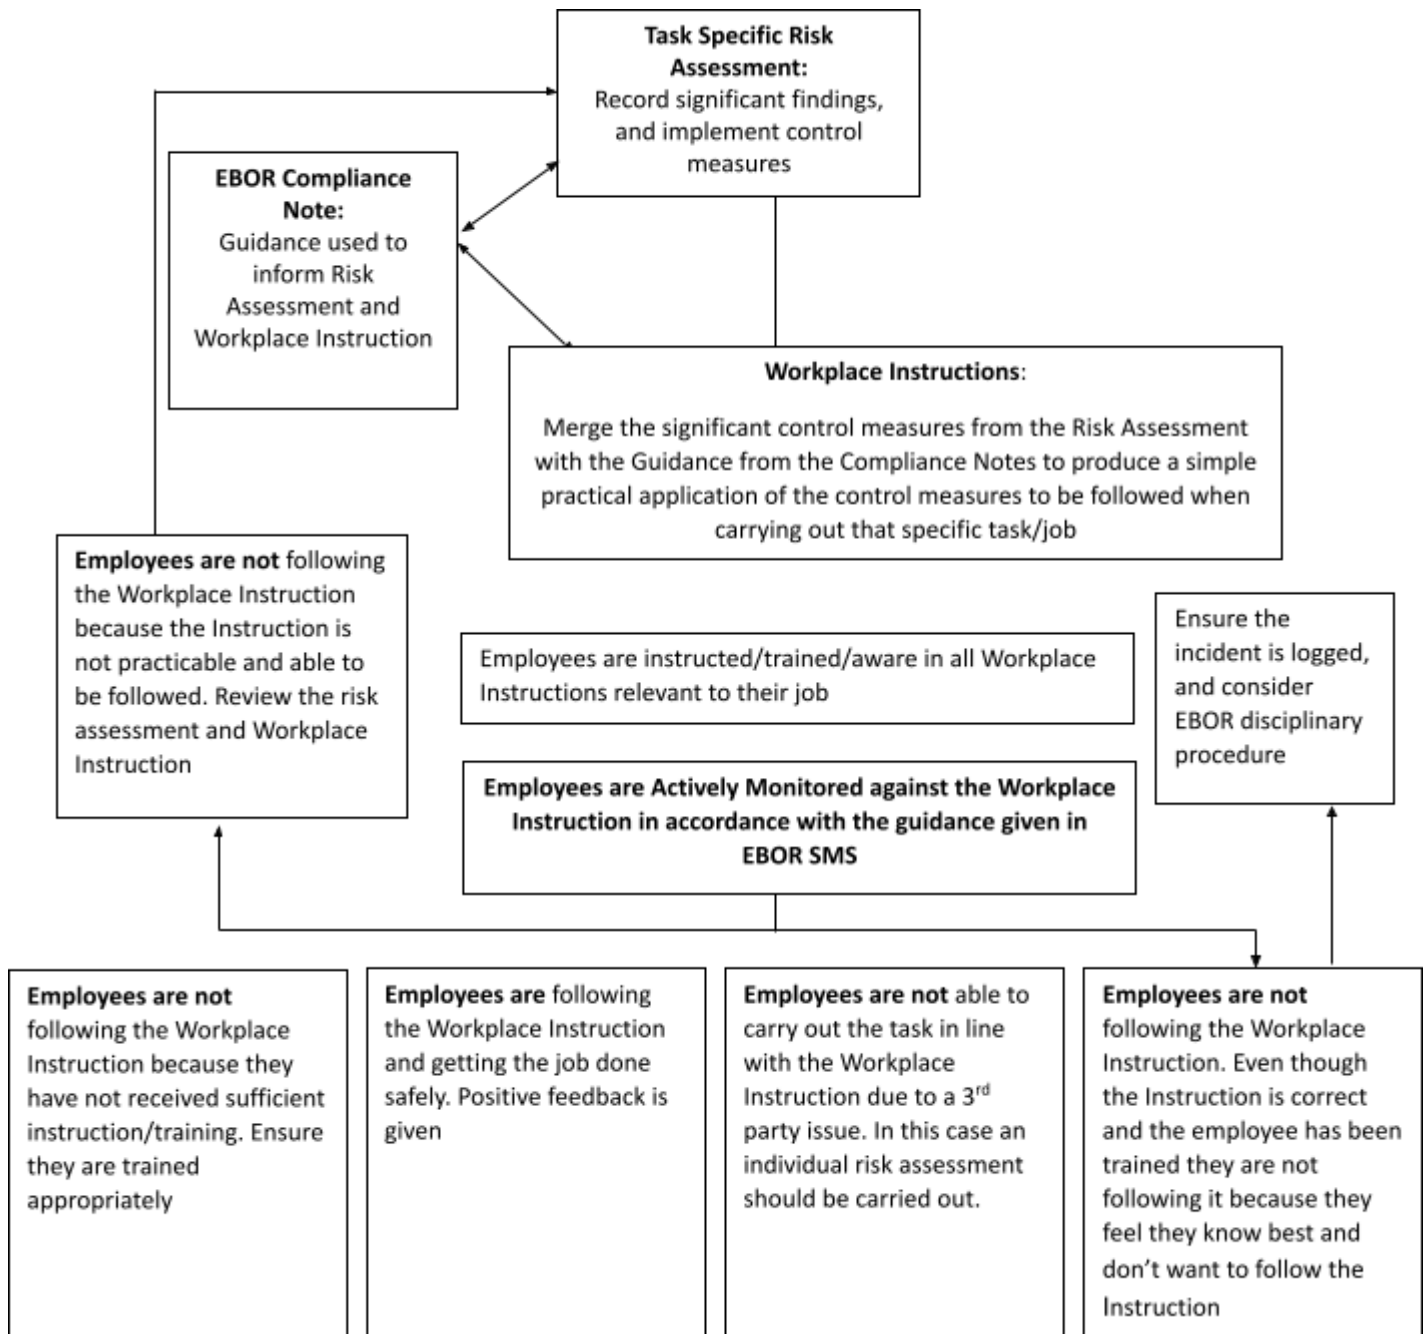 Task Specific Risk
Assessment:
Record significant findings,
and implement control
measures
EBOR Compliance
Note:
Guidance used to
inform Risk
Assessment and
Workplace Instruction
Workplace Instructions:
Merge the significant control measures from the Risk Assessment
with the Guidance from the Compliance Notes to produce a simple
practical application of the control measures to be followed when
carrying out that specific task/job
Employees are not following
the Workplace Instruction
because the Instruction is
not practicable and able to
be followed. Review the risk
assessment and Workplace
Instruction
Employees are instructed/trained/aware in all Workplace
Instructions relevant to their job
Ensure the
incident is logged,
and consider
EBOR disciplinary
procedure
Employees are Actively Monitored against the Workplace
Instruction in accordance with the guidance given in
EBOR SMS
Employees are not
following the Workplace
Instruction because they
have not received sufficient
instruction/training. Ensure
they are trained
appropriately
Employees are following
the Workplace Instruction
and getting the job done
safely. Positive feedback is
given
Employees are not able to
carry out the task in line
with the Workplace
Instruction due to a 3rd
party issue. In this case an
individual risk assessment
should be carried out.
Employees are not
following the Workplace
Instruction. Even though
the Instruction is correct
and the employee has been
trained they are not
following it because they
feel they know best and
don't want to follow the
Instruction